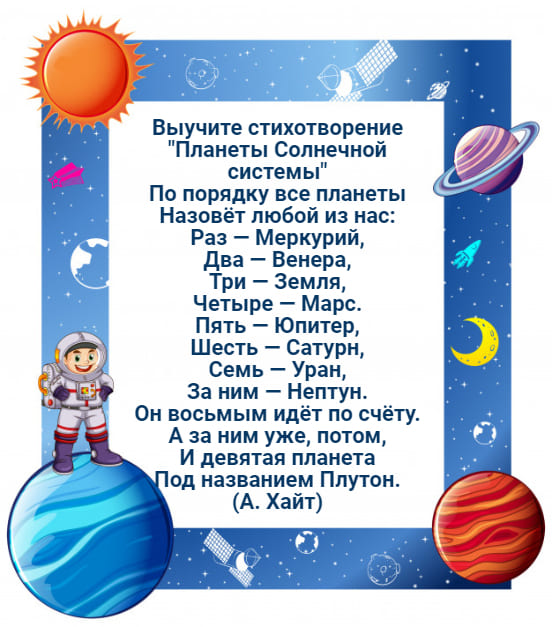 Выучите стихотворение
"Планеты Солнечной
системы"
По порядку все планеты
Назовёт любой из нас:
Раз — Меркурий,
Два — Венера,
Три — Земля,
Четыре — Марс.
Пять — Юпитер,
Шесть — Сатурн,
Семь — Уран,
За ним — Нептун.
Он восьмым идёт по счёту.
А за ним уже, потом,
И девятая планета
Под названием Плутон.
(А. Хайт)